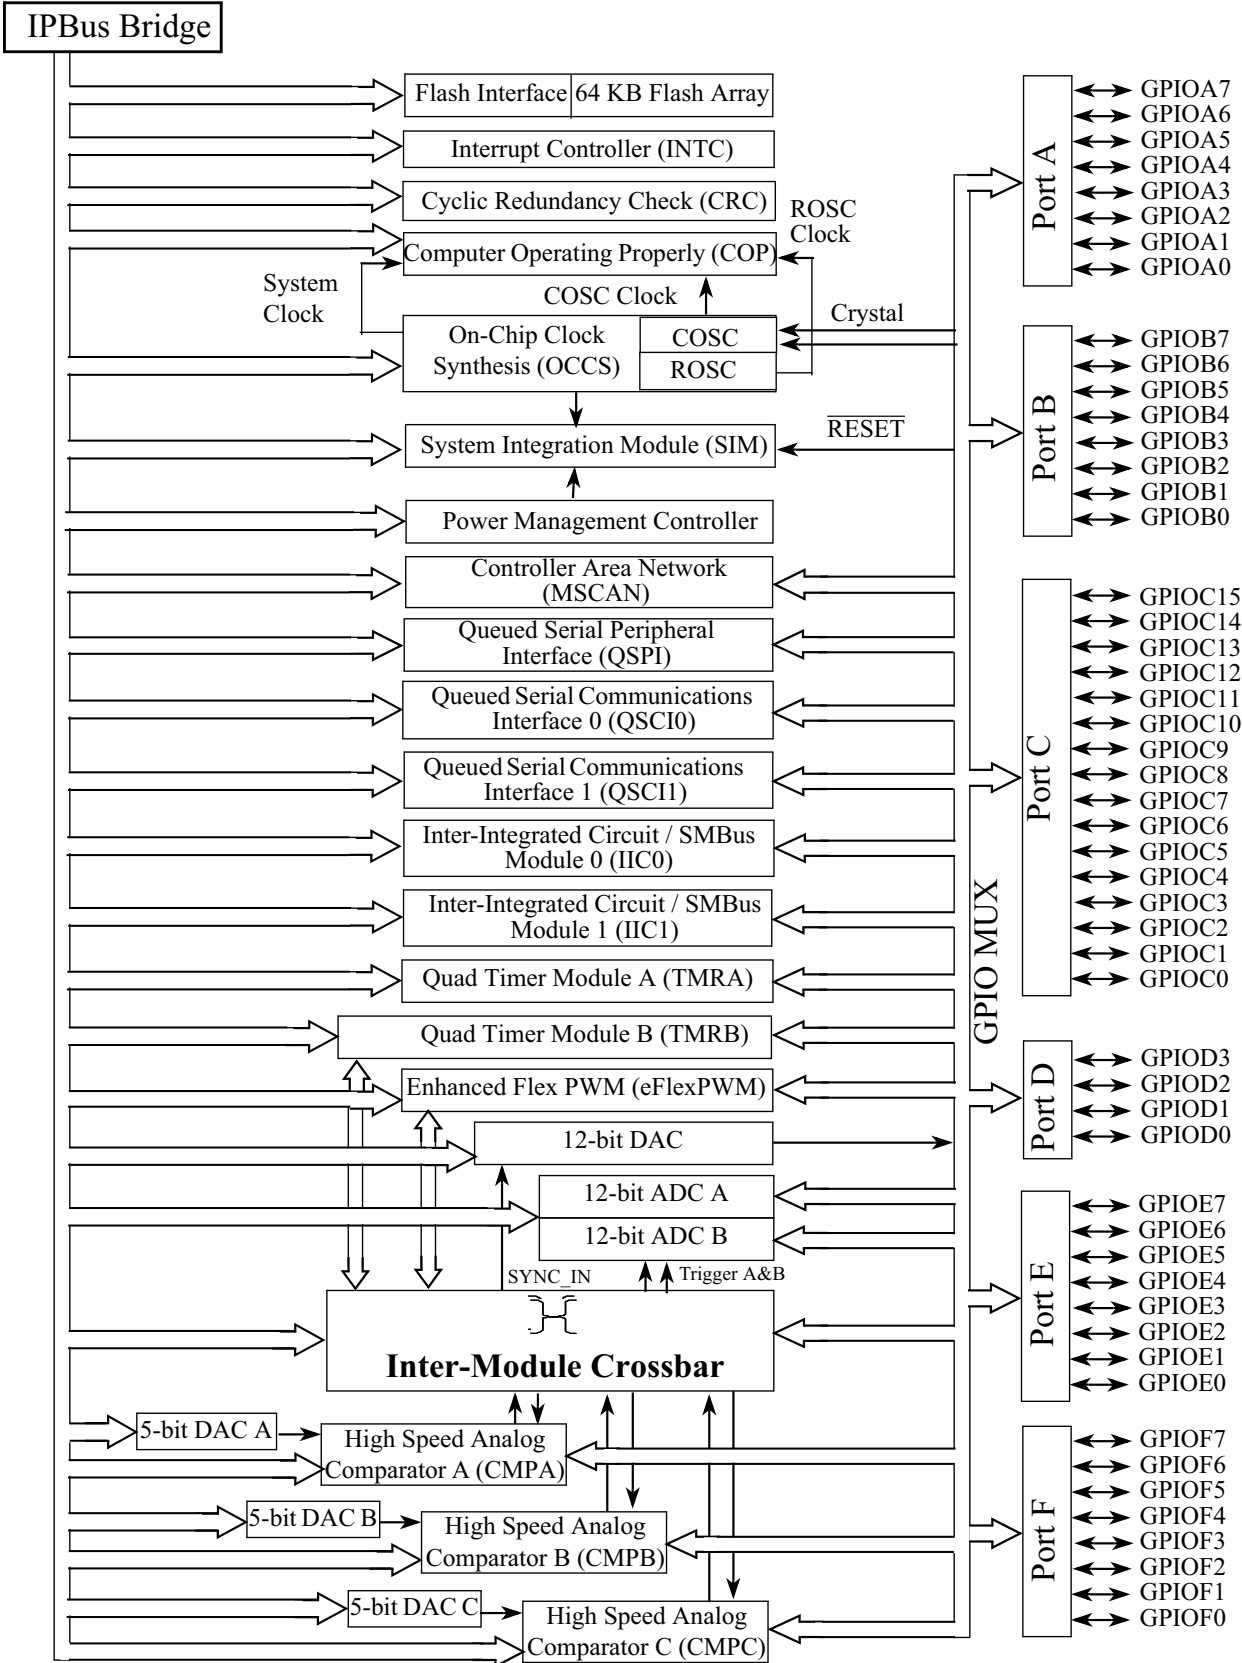 IPBus Bridge
Flash Interface
64 KB Flash Array
Interrupt Controller (INTC)
Cyclic Redundancy Check (CRC)
ROSC
Clock
Computer Operating Properly (COP)
System
Clock
COSC Clock
Crystal
On-Chip Clock
Synthesis (OCCS)
COSC
ROSC
RESET
System Integration Module (SIM)
Power Management Controller
Controller Area Network
(MSCAN)
Queued Serial Peripheral
Interface (QSPI)
Queued Serial Communications
Interface 0 (QSCI0)
Queued Serial Communications
Interface 1 (QSCI1)
Inter-Integrated Circuit / SMBus
Module 0 (IIC0)
Inter-Integrated Circuit / SMBus
Module 1 (IIC1)
Quad Timer Module A (TMRA)
Quad Timer Module B (TMRB)
Enhanced Flex PWM (eFlexPWM)
12-bit DAC
12-bit ADC A
12-bit ADC B
SYNC_IN
Trigger A&B
Inter-Module Crossbar
5-bit DAC A
High Speed Analog
Comparator A (CMPA)
5-bit DAC B
High Speed Analog
Comparator B (CMPB)
5-bit DAC C
High Speed Analog
Comparator C (CMPC)
GPIO MUX
Port A
GPIOA7
GPIOA6
GPIOA5
GPIOA4
GPIOA3
GPIOA2
GPIOA1
GPIOA0
Port B
GPIOB7
GPIOB6
GPIOB5
GPIOB4
GPIOB3
GPIOB2
GPIOB1
GPIOB0
Port C
GPIOC15
GPIOC14
GPIOC13
GPIOC12
GPIOC11
GPIOC10
GPIOC9
GPIOC8
GPIOC7
GPIOC6
GPIOC5
GPIOC4
GPIOC3
GPIOC2
GPIOC1
GPIOC0
Port D
GPIOD3
GPIOD2
GPIOD1
GPIOD0
Port E
GPIOE7
GPIOE6
GPIOE5
GPIOE4
GPIOE3
GPIOE2
GPIOE1
GPIOE0
Port F
GPIOF7
GPIOF6
GPIOF5
GPIOF4
GPIOF3
GPIOF2
GPIOF1
GPIOF0